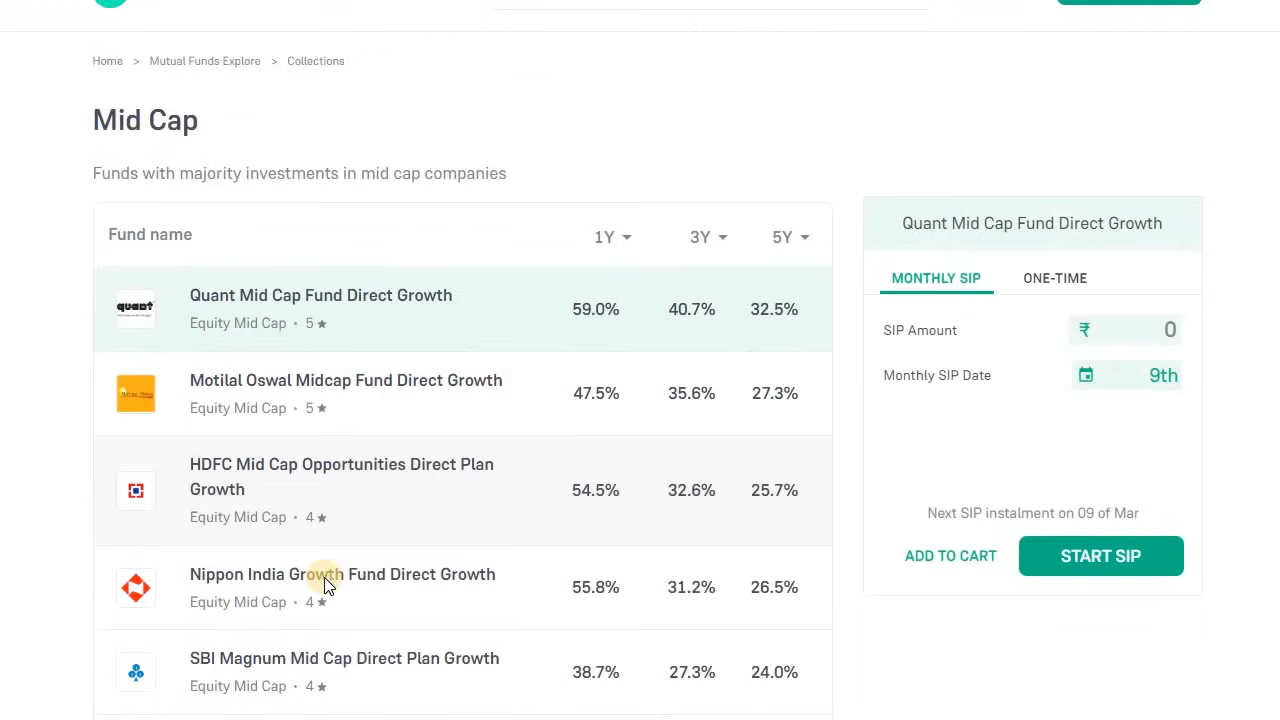 Home > Mutual Funds Explore > Collections
Mid Cap
Funds with majority investments in mid cap companies
Fund name 1Y 3Y 5Y
quant
Quant Mid Cap Fund Direct Growth
Equity Mid Cap • 5★
59.0% 40.7% 32.5%
Motilal Oswal Midcap Fund Direct Growth
Equity Mid Cap • 5★
47.5% 35.6% 27.3%
HDFC Mid Cap Opportunities Direct Plan
Growth
Equity Mid Cap • 4★
54.5% 32.6% 25.7%
Nippon India Growth Fund Direct Growth
Equity Mid Cap • 4★
55.8% 31.2% 26.5%
SBI Magnum Mid Cap Direct Plan Growth
Equity Mid Cap • 4★
38.7% 27.3% 24.0%
Quant Mid Cap Fund Direct Growth
MONTHLY SIP ONE-TIME
SIP Amount ₹ 0
Monthly SIP Date 9th
Next SIP instalment on 09 of Mar
ADD TO CART START SIP